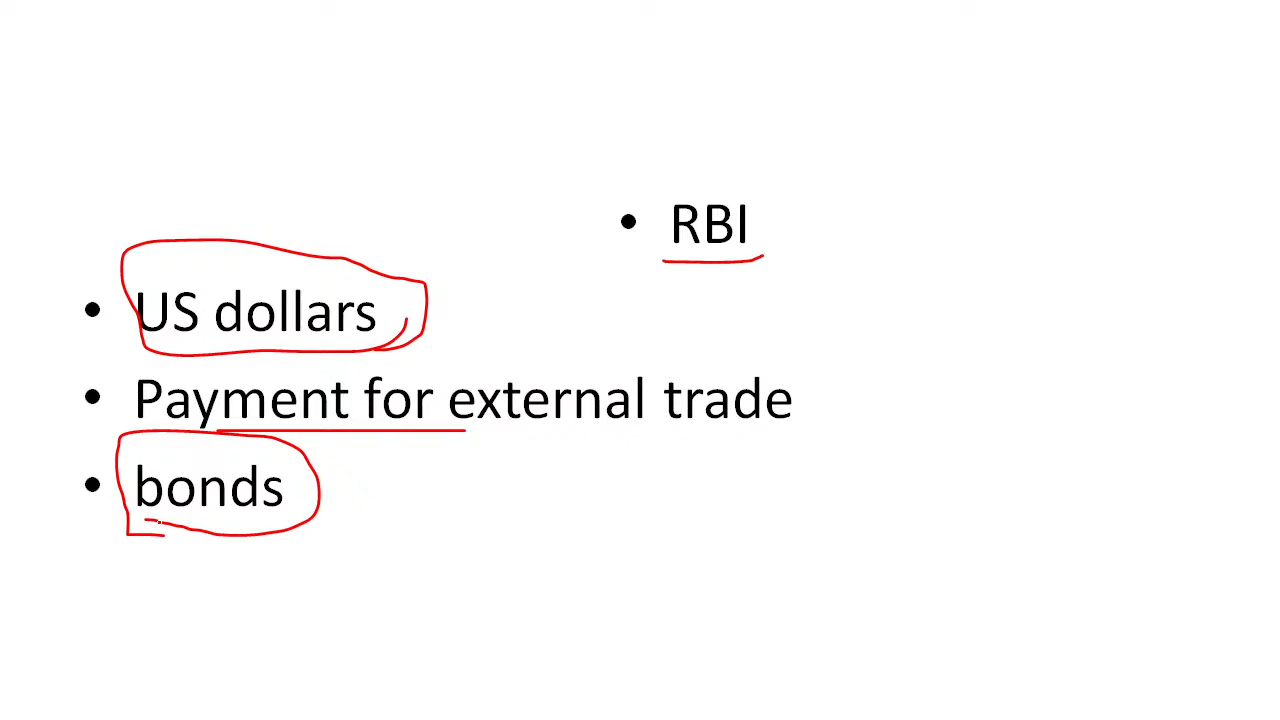 • RBI
• US dollars
• Payment for external trade
• bonds